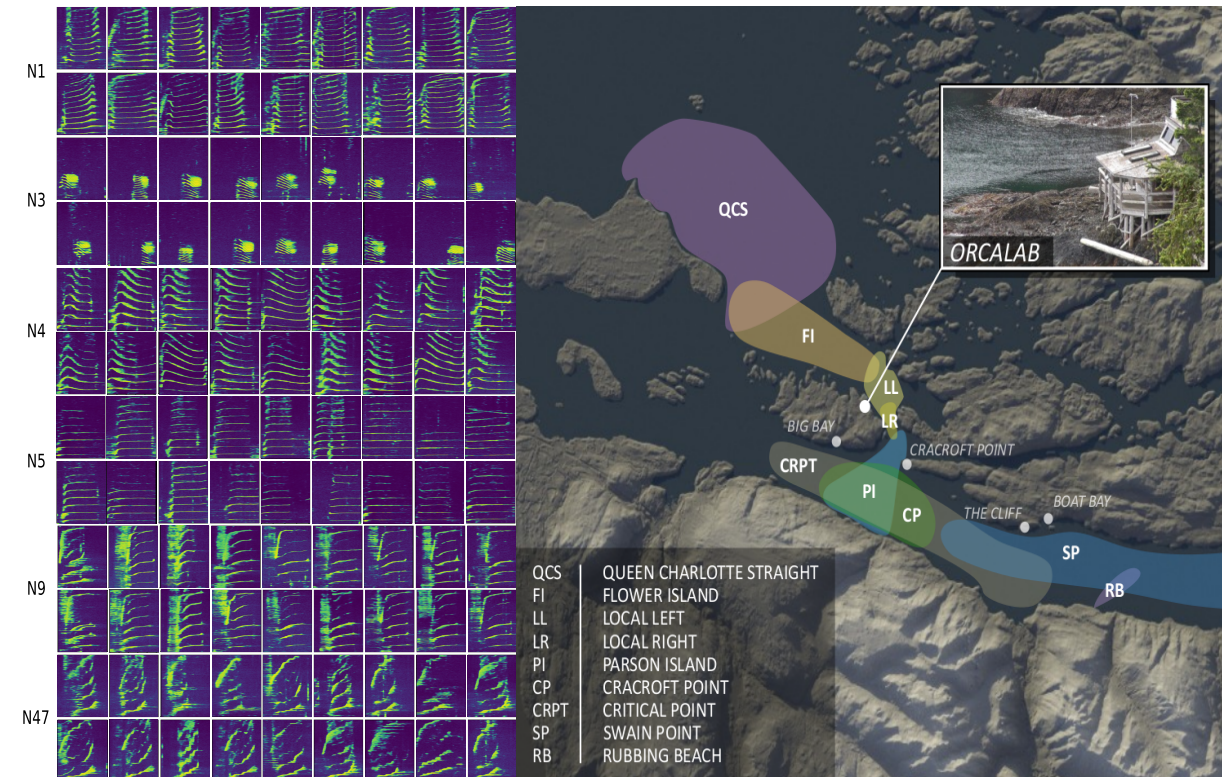 N1
N3
N4
N5
N9
N47
QCS
FI
LL
LR
ORCALAB
BIG BAY
CRACROFT POINT
CRPT
PI
CP
THE CLIFF
BOAT BAY
SP
RB
QCS QUEEN CHARLOTTE STRAIGHT
FI FLOWER ISLAND
LL LOCAL LEFT
LR LOCAL RIGHT
PI PARSON ISLAND
CP CRACROFT POINT
CRPT CRITICAL POINT
SP SWAIN POINT
RB RUBBING BEACH